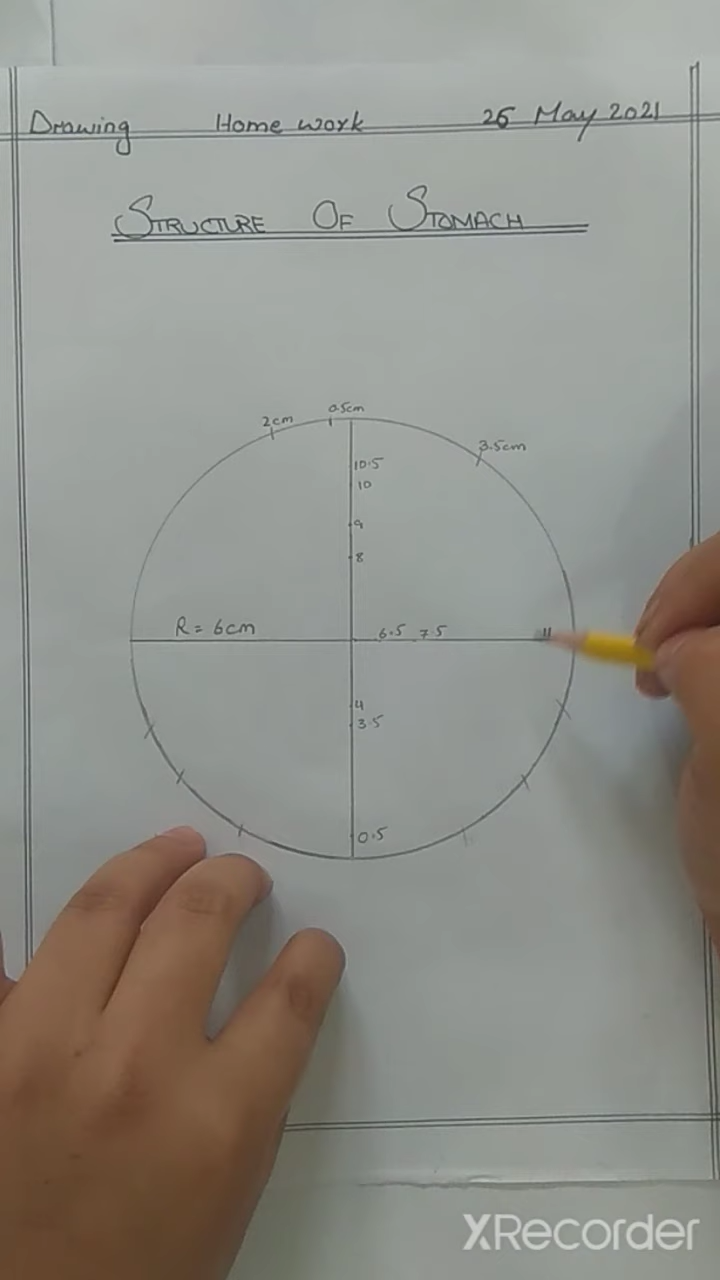 Drawing Home work 26 May 2021
STRUCTURE OF STOMACH
0.5cm
2cm
3.5cm
10.5
10
9
8
R = 6cm 6.5 7.5 11
4
3.5
0.5
XRecorder